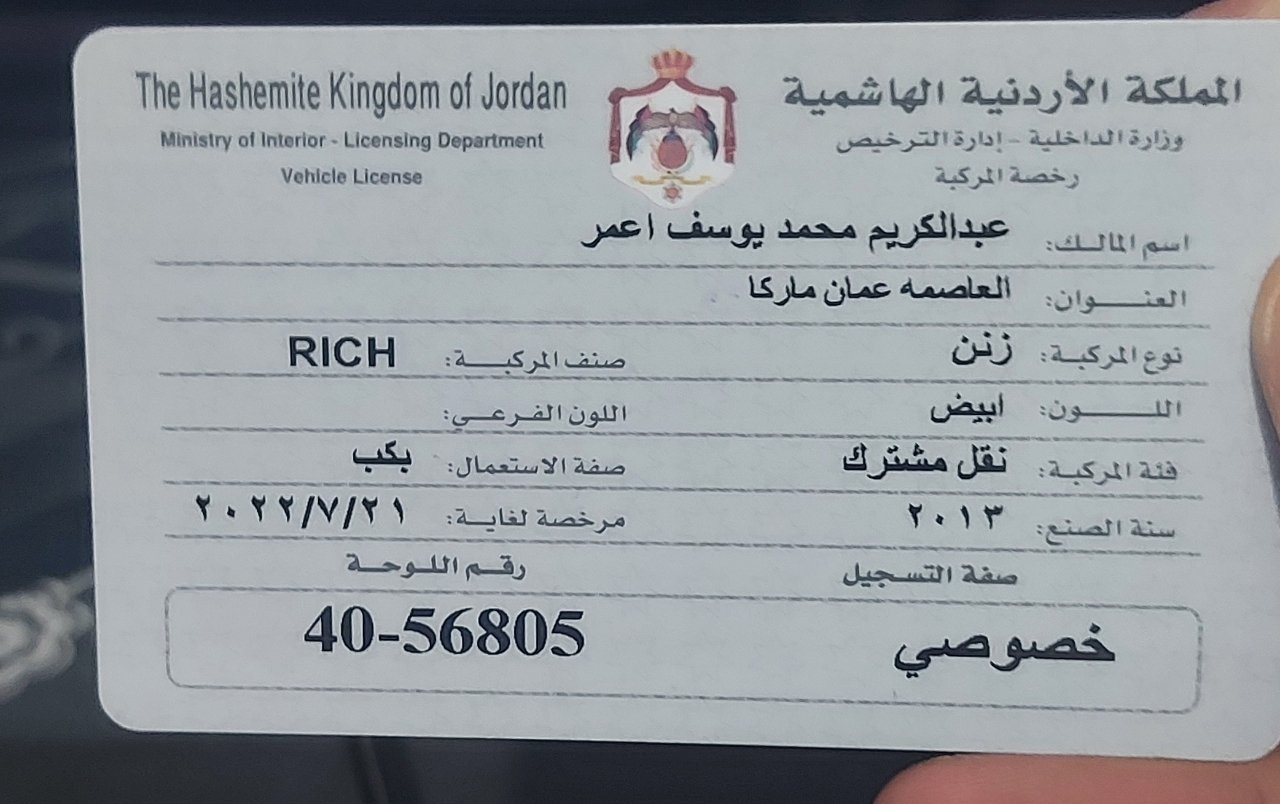 The Hashemite Kingdom of Jordan
المملكة الأردنية الهاشمية
Ministry of Interior - Licensing Department
وزارة الداخلية - إدارة الترخيص
Vehicle License
رخصة المركبة
اسم المالك: عبدالكريم محمد يوسف اعمر
العنوان: العاصمه عمان ماركا
نوع المركبة: زنن صنف المركبة: RICH
اللون: ابيض اللون الفرعي:
فئة المركبة: نقل مشترك صفة الاستعمال: بكب
سنة الصنع: ٢٠١٣ مرخصة لغاية: ٢٠٢٢/٧/٢١
صفة التسجيل رقم اللوحة
خصوصي 40-56805